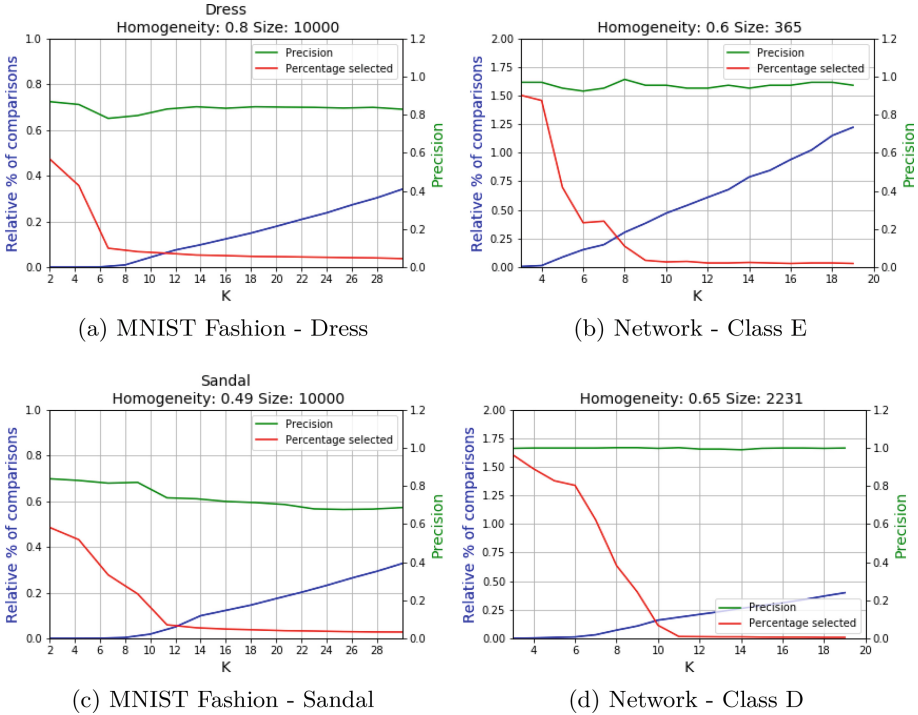 Dress
Homogeneity: 0.8 Size: 10000
1.0
0.8
0.6
0.4
0.2
0.0
Relative % of comparisons
1.2
1.0
0.8
0.6
0.4
0.2
0.0
Precision
Precision
Percentage selected
2 4 6 8 10 12 14 16 18 20 22 24 26 28
K
(a) MNIST Fashion - Dress
Homogeneity: 0.6 Size: 365
2.00
1.75
1.50
1.25
1.00
0.75
0.50
0.25
0.00
Relative % of comparisons
1.2
1.0
0.8
0.6
0.4
0.2
0.0
Precision
Precision
Percentage selected
4 6 8 10 12 14 16 18 20
K
(b) Network - Class E
Sandal
Homogeneity: 0.49 Size: 10000
1.0
0.8
0.6
0.4
0.2
0.0
Relative % of comparisons
1.2
1.0
0.8
0.6
0.4
0.2
0.0
Precision
Precision
Percentage selected
2 4 6 8 10 12 14 16 18 20 22 24 26 28
K
(c) MNIST Fashion - Sandal
Homogeneity: 0.65 Size: 2231
2.00
1.75
1.50
1.25
1.00
0.75
0.50
0.25
0.00
Relative % of comparisons
1.2
1.0
0.8
0.6
0.4
0.2
0.0
Precision
Precision
Percentage selected
4 6 8 10 12 14 16 18 20
K
(d) Network - Class D